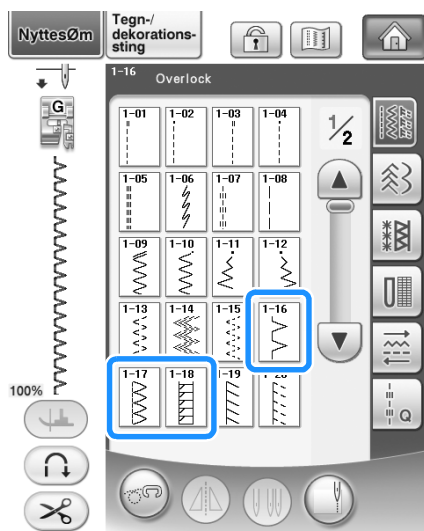 NyttesØm
Tegn-/
dekorations-
sting
1-16
Overlock
G
1-01 1-02 1-03 1-04
1/2
1-05 1-06 1-07 1-08
1-09 1-10 1-11 1-12
1-13 1-14 1-15 1-16
1-17 1-18 1-19 1-20
100%
Q